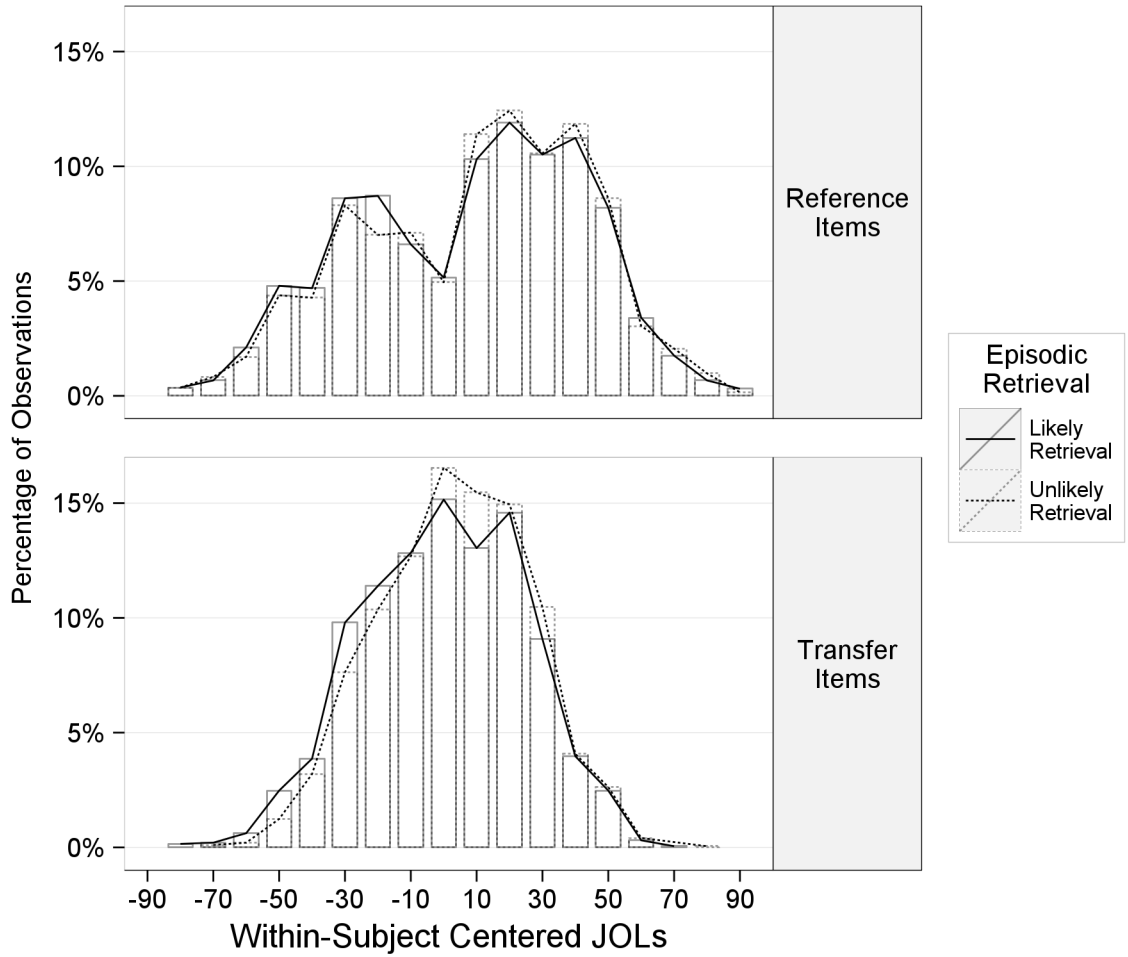 15%
10%
5%
0%
Reference
Items
15%
10%
5%
0%
Transfer
Items
-90 -70 -50 -30 -10 10 30 50 70 90
Within-Subject Centered JOLs
Percentage of Observations
Episodic
Retrieval
Likely
Retrieval
Unlikely
Retrieval